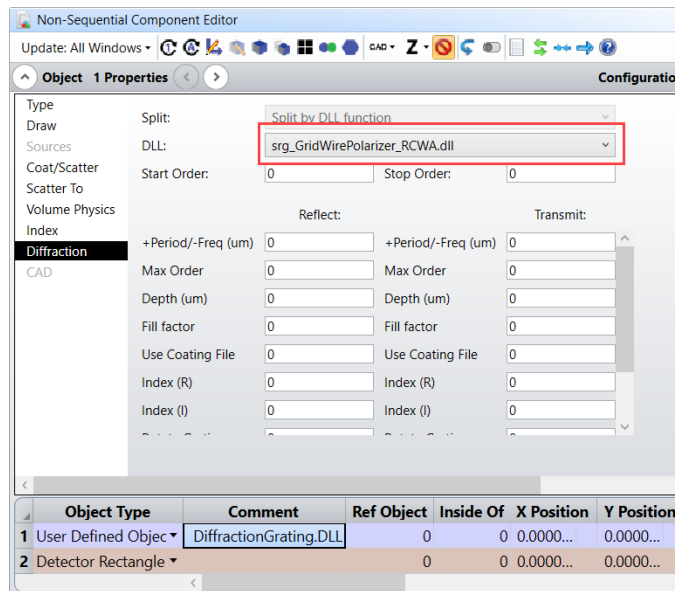 Non-Sequential Component Editor
Update: All Windows CAD Z
Object 1 Properties Configuratio
Type
Draw
Sources
Coat/Scatter
Scatter To
Volume Physics
Index
Diffraction
CAD
Split: Split by DLL function
DLL: srg_GridWirePolarizer_RCWA.dll
Start Order: 0 Stop Order: 0
Reflect: Transmit:
+Period/-Freq (um) 0 +Period/-Freq (um) 0
Max Order 0 Max Order 0
Depth (um) 0 Depth (um) 0
Fill factor 0 Fill factor 0
Use Coating File 0 Use Coating File 0
Index (R) 0 Index (R) 0
Index (I) 0 Index (I) 0
Object Type Comment Ref Object Inside Of X Position Y Position
1 User Defined Objec DiffractionGrating.DLL 0 0 0.0000... 0.0000...
2 Detector Rectangle 0 0 0.0000... 0.0000...